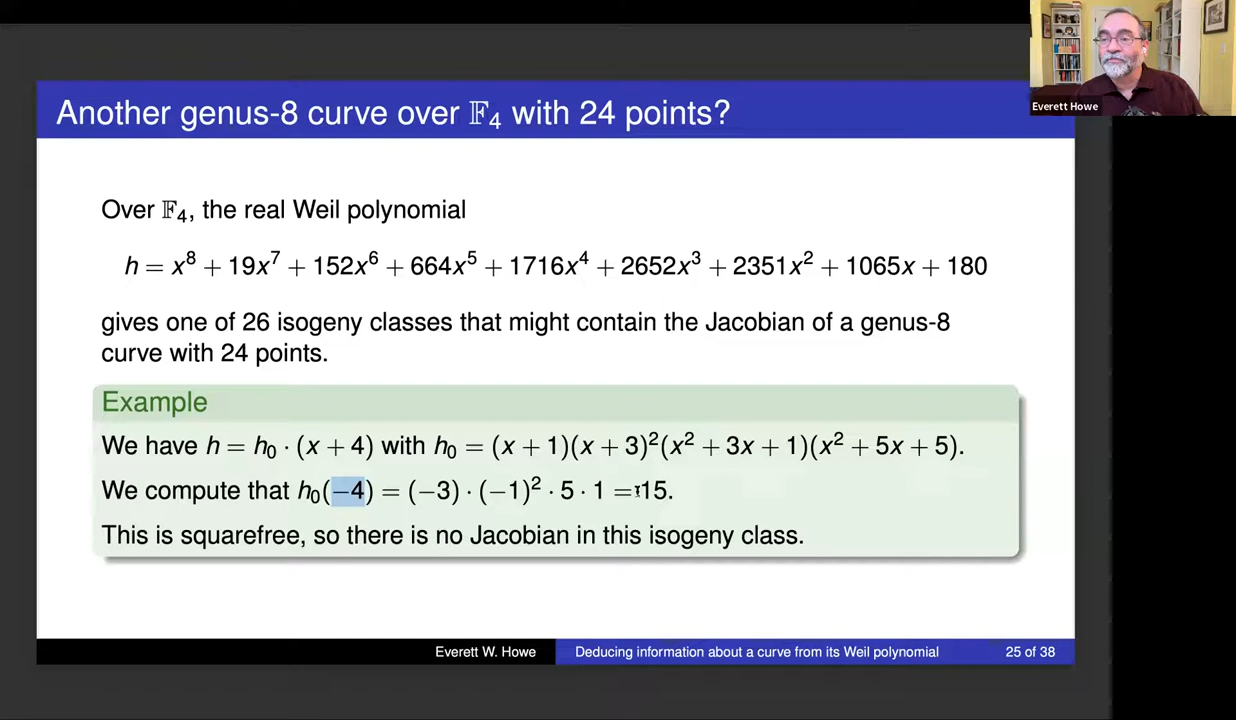 Another genus-8 curve over 𝔽₄ with 24 points?
Everett Howe
Over 𝔽₄, the real Weil polynomial
h = x⁸ + 19x⁷ + 152x⁶ + 664x⁵ + 1716x⁴ + 2652x³ + 2351x² + 1065x + 180
gives one of 26 isogeny classes that might contain the Jacobian of a genus-8
curve with 24 points.
Example
We have h = h₀ · (x + 4) with h₀ = (x + 1)(x + 3)²(x² + 3x + 1)(x² + 5x + 5).
We compute that h₀(−4) = (−3) · (−1)² · 5 · 1 = 15.
This is squarefree, so there is no Jacobian in this isogeny class.
Everett W. Howe
Deducing information about a curve from its Weil polynomial
25 of 38